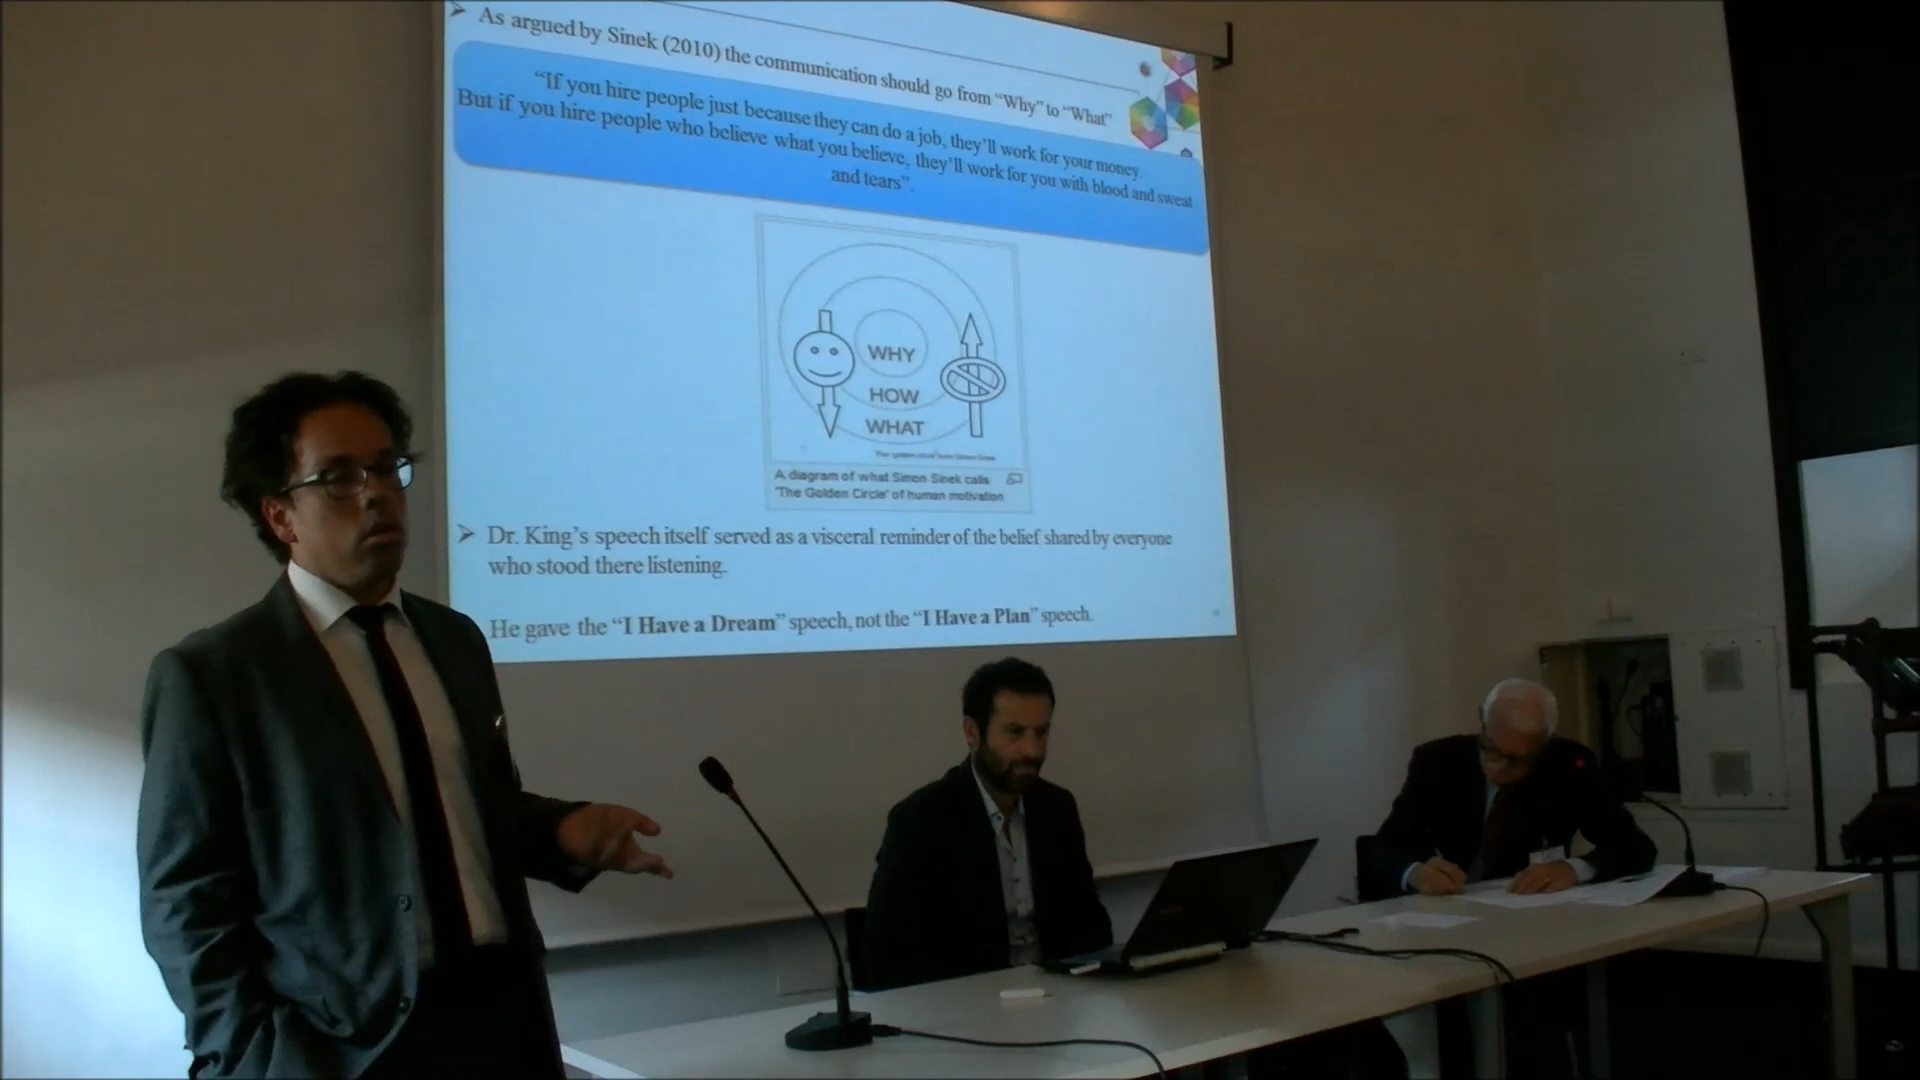 As argued by Sinek (2010) the communication should go from "Why" to "What"
"If you hire people just because they can do a job, they'll work for your money.
But if you hire people who believe what you believe, they'll work for you with blood and sweat
and tears".
WHY
HOW
WHAT
A diagram of what Simon Sinek calls
'The Golden Circle' of human motivation
Dr. King's speech itself served as a visceral reminder of the belief shared by everyone
who stood there listening.
He gave the "I Have a Dream" speech, not the "I Have a Plan" speech.